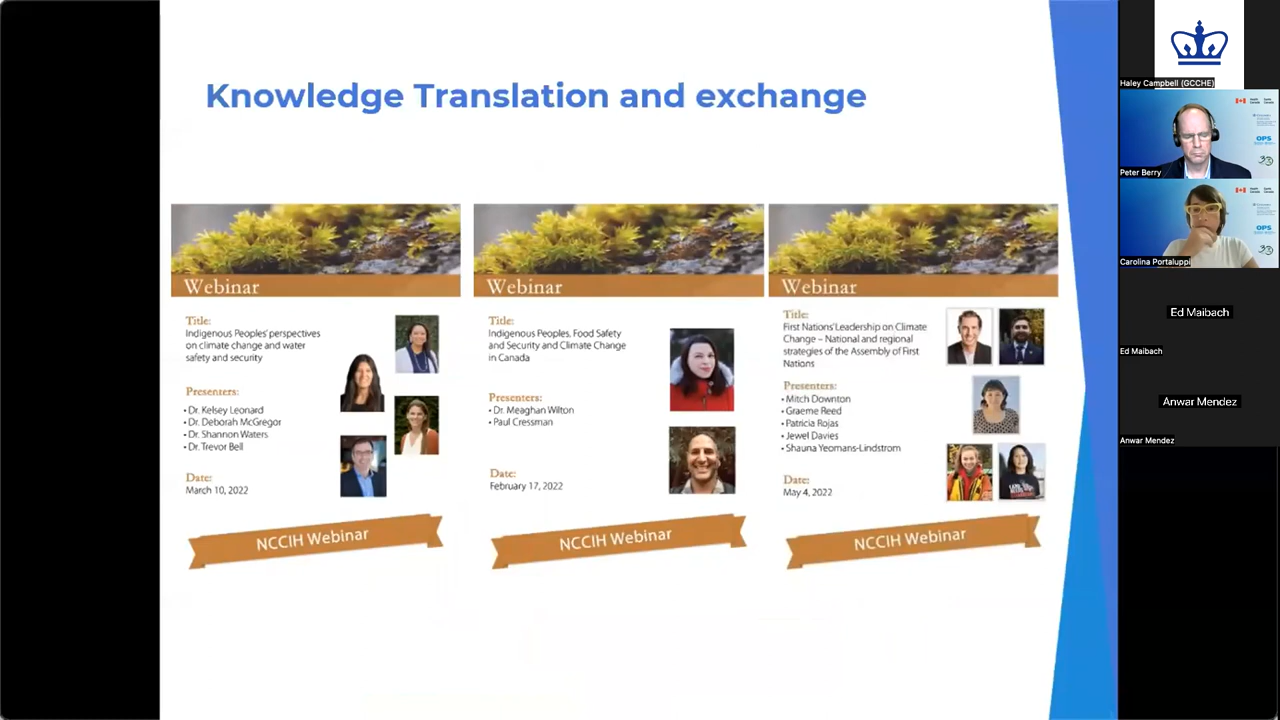 Knowledge Translation and exchange
Webinar
Title:
Indigenous Peoples' perspectives
on climate change and water
safety and security
Presenters:
• Dr. Kelsey Leonard
• Dr. Deborah McGregor
• Dr. Shannon Waters
• Dr. Trevor Bell
Date:
March 10, 2022
NCCIH Webinar
Webinar
Title:
Indigenous Peoples, Food Safety
and Security and Climate Change
in Canada
Presenters:
• Dr. Meaghan Wilton
• Paul Cressman
Date:
February 17, 2022
NCCIH Webinar
Webinar
Title:
First Nations'Leadership on Climate
Change – National and regional
strategies of the Assembly of First
Nations
Presenters:
• Mitch Downton
• Graeme Reed
• Patricia Rojas
• Jewel Davies
• Shauna Yeomans-Lindstrom
Date:
May 4, 2022
NCCIH Webinar
Haley Campbell (GCCHE)
OPS
Peter Berry
OPS
Carolina Portaluppi
Ed Maibach
Ed Maibach
Anwar Mendez
Anwar Mendez